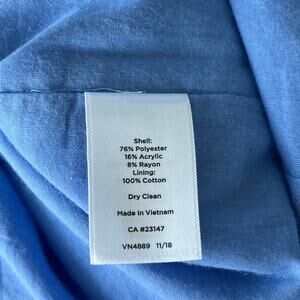 Shell:
76% Polyester
16% Acrylic
8% Rayon
Lining:
100% Cotton
Dry Clean
Made in Vietnam
CA #23147
VN4889 11/18